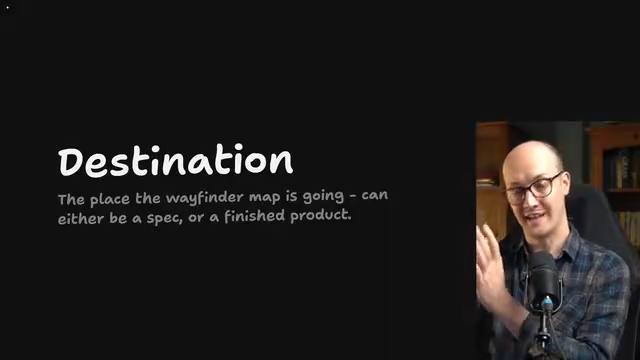 Destination
The place the wayfinder map is going - can
either be a spec, or a finished product.